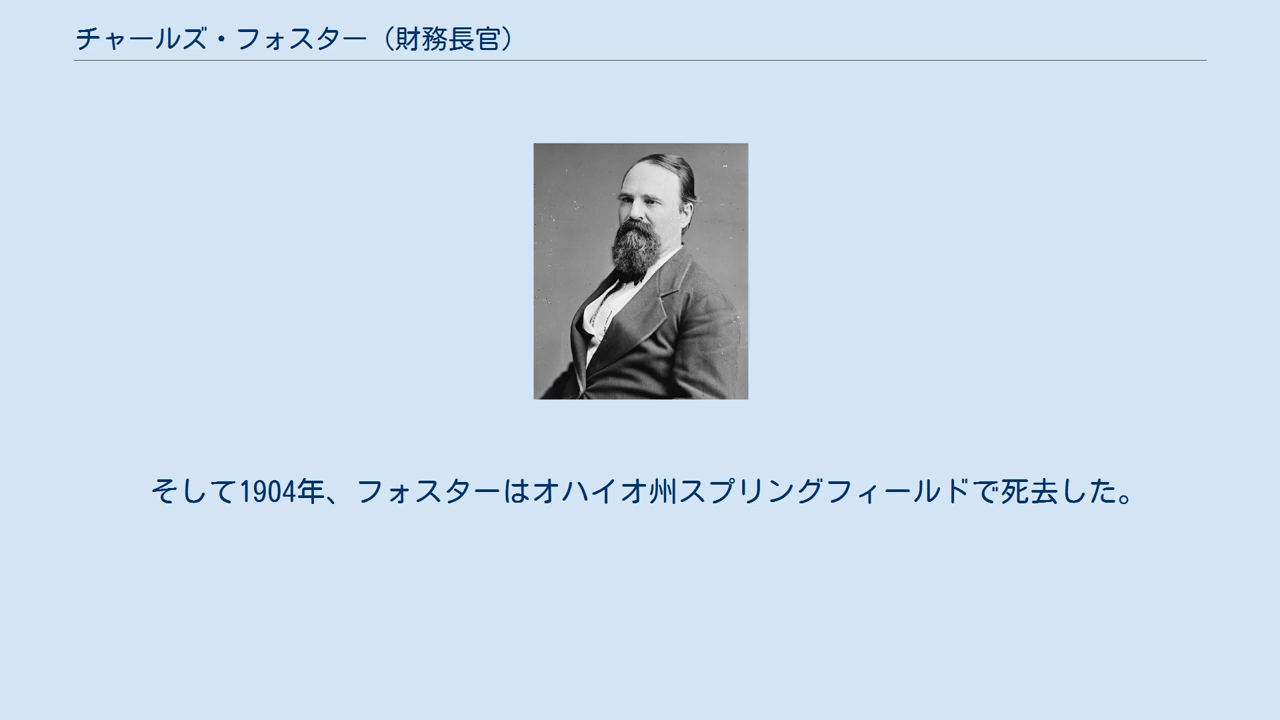 チャールズ・フォスター（財務長官）
そして1904年、フォスターはオハイオ州スプリングフィールドで死去した。